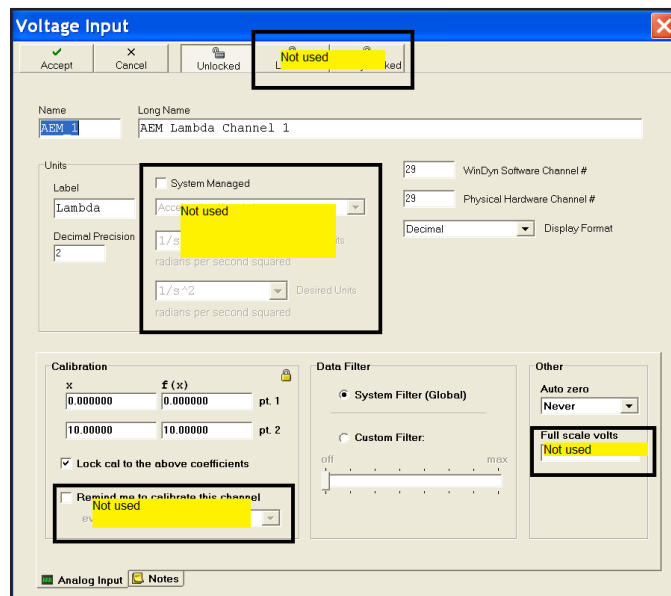 Voltage Input
Accept Cancel Unlocked Not used
Name Long Name
AEM_1 AEM Lambda Channel 1
Units
Label System Managed
Lambda Not used
Decimal Precision
2
radians per second squared
1/s^2 Desired Units
radians per second squared
29 WinDyn Software Channel #
29 Physical Hardware Channel #
Decimal Display Format
Calibration
x f(x)
0.000000 0.000000 pt. 1
10.00000 10.00000 pt. 2
Lock cal to the above coefficients
Remind me to calibrate this channel
Not used
Data Filter
System Filter (Global)
Custom Filter:
off max
Other
Auto zero
Never
Full scale volts
Not used
Analog Input Notes